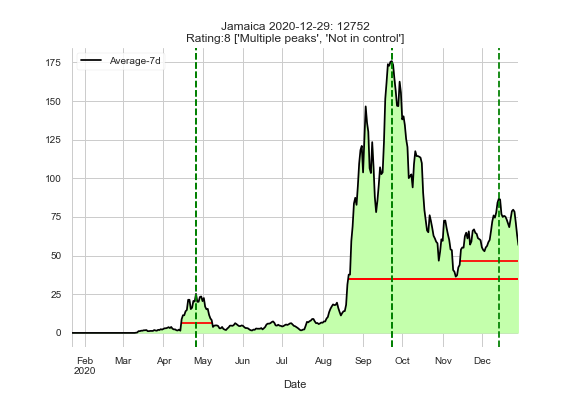 Jamaica 2020-12-29: 12752
Rating:8 ['Multiple peaks', 'Not in control']
Average-7d
175
150
125
100
75
50
25
0
Feb Mar Apr May Jun Jul Aug Sep Oct Nov Dec
2020
Date